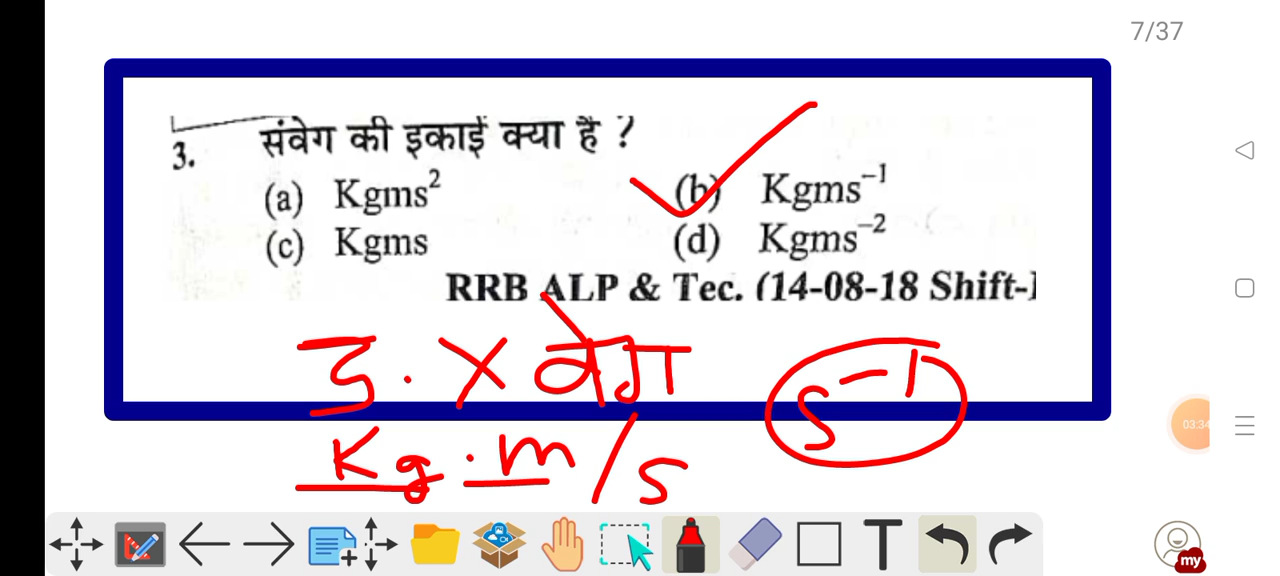 7/37
3. संवेग की इकाई क्या है ?
(a) Kgms² (b) Kgms⁻¹
(c) Kgms (d) Kgms⁻²
RRB ALP & Tec. (14-08-18 Shift-I
द्र. × वेग
Kg.m/s
s⁻¹
03:34
T
my